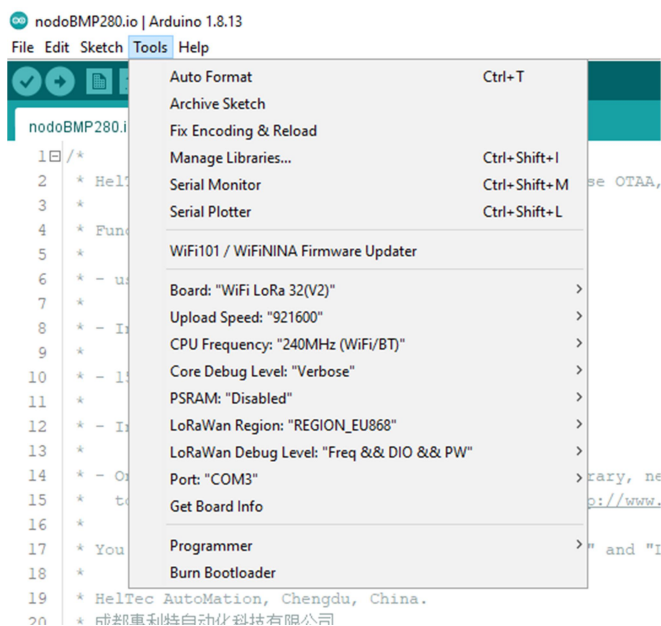 nodoBMP280.io | Arduino 1.8.13
File Edit Sketch Tools Help
nodoBMP280.i
Auto Format Ctrl+T
Archive Sketch
Fix Encoding & Reload
Manage Libraries... Ctrl+Shift+I
Serial Monitor Ctrl+Shift+M
Serial Plotter Ctrl+Shift+L
WiFi101 / WiFiNINA Firmware Updater
Board: "WiFi LoRa 32(V2)"
Upload Speed: "921600"
CPU Frequency: "240MHz (WiFi/BT)"
Core Debug Level: "Verbose"
PSRAM: "Disabled"
LoRaWan Region: "REGION_EU868"
LoRaWan Debug Level: "Freq && DIO && PW"
Port: "COM3"
Get Board Info
Programmer
Burn Bootloader
1 /*
2 * HelT se OTAA,
3 *
4 * Func
5 *
6 * - us
7 *
8 * - In
9 *
10 * - 15
11 *
12 * - In
13 *
14 * - On rary, ne
15 * to p://www.
16 *
17 * You " and "I
18 *
19 * HelTec AutoMation, Chengdu, China.
20 * 成都惠利特自动化科技有限公司